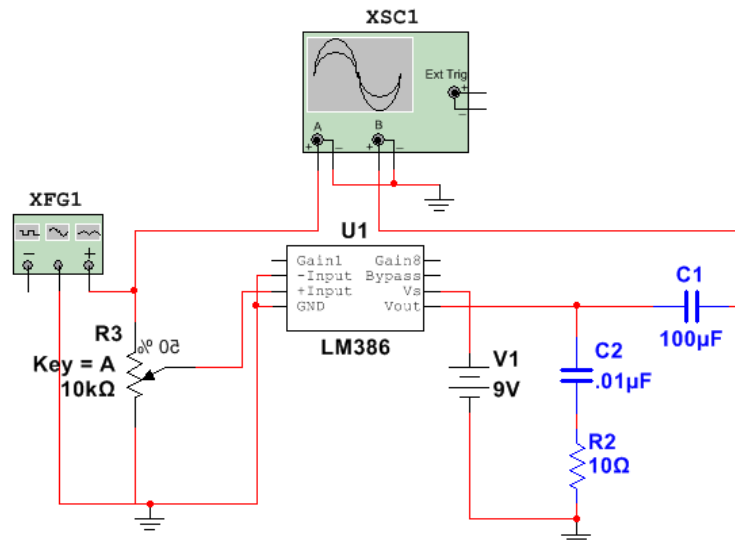 XSC1
Ext Trig
+
−
A
B
+
−
+
−
XFG1
−
+
U1
Gain1 Gain8
-Input Bypass
+Input Vs
GND Vout
LM386
R3
50 %
Key = A
10kΩ
V1
9V
C1
100µF
C2
.01µF
R2
10Ω